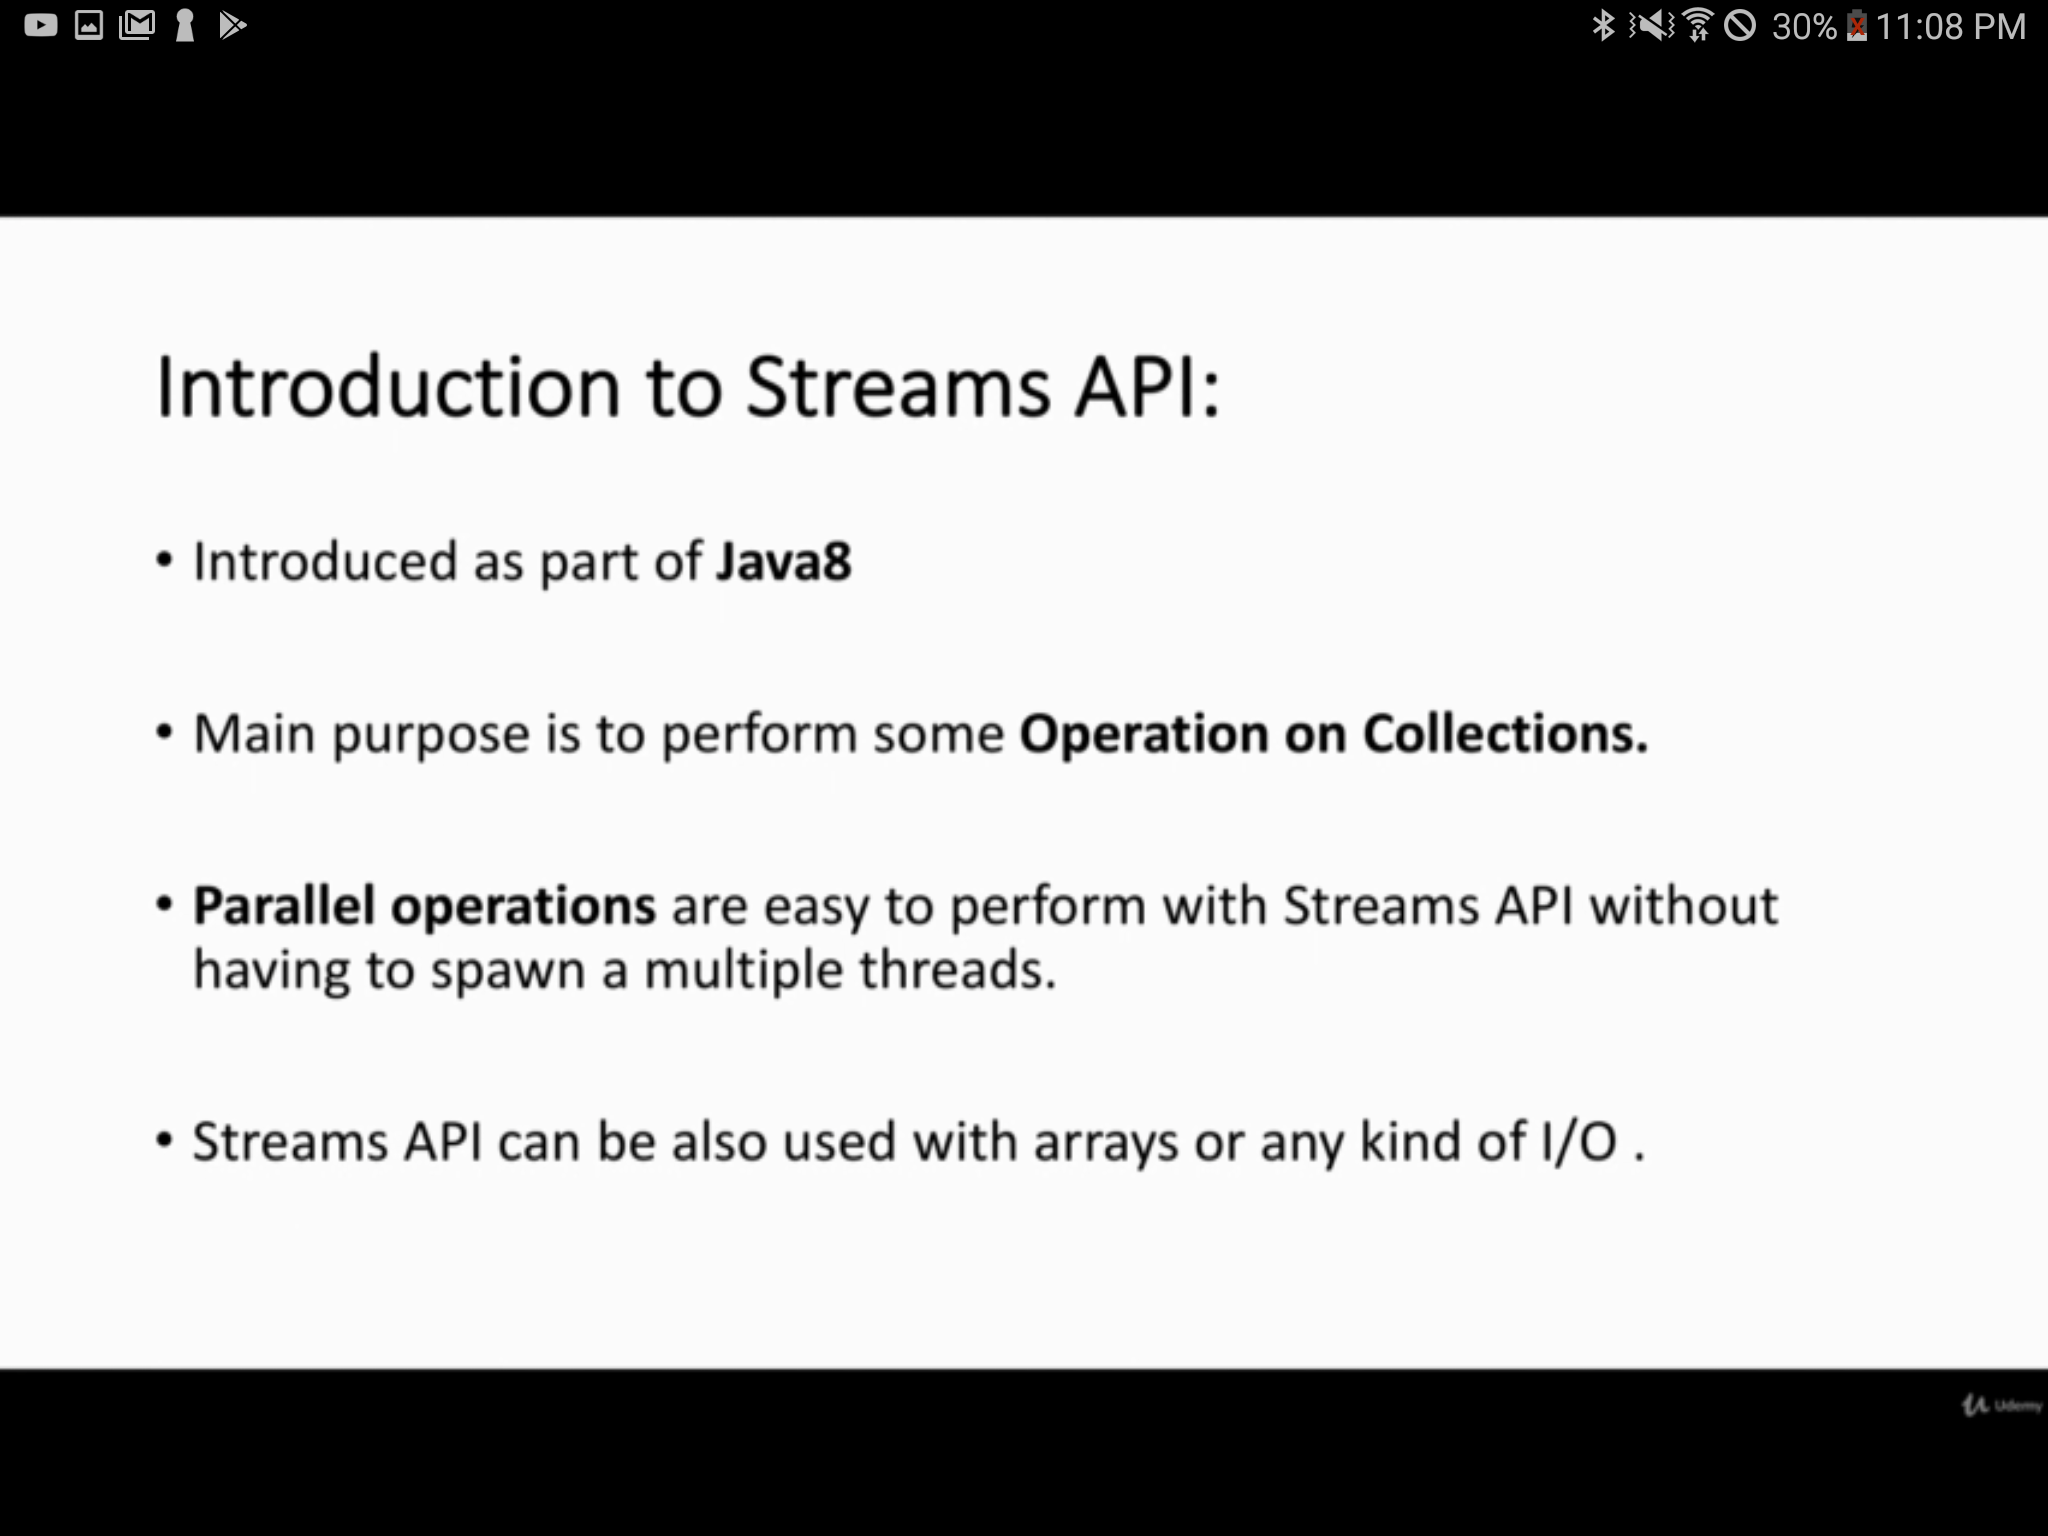 30% 11:08 PM
Introduction to Streams API:
• Introduced as part of Java8
• Main purpose is to perform some Operation on Collections.
• Parallel operations are easy to perform with Streams API without
having to spawn a multiple threads.
• Streams API can be also used with arrays or any kind of I/O .
Udemy